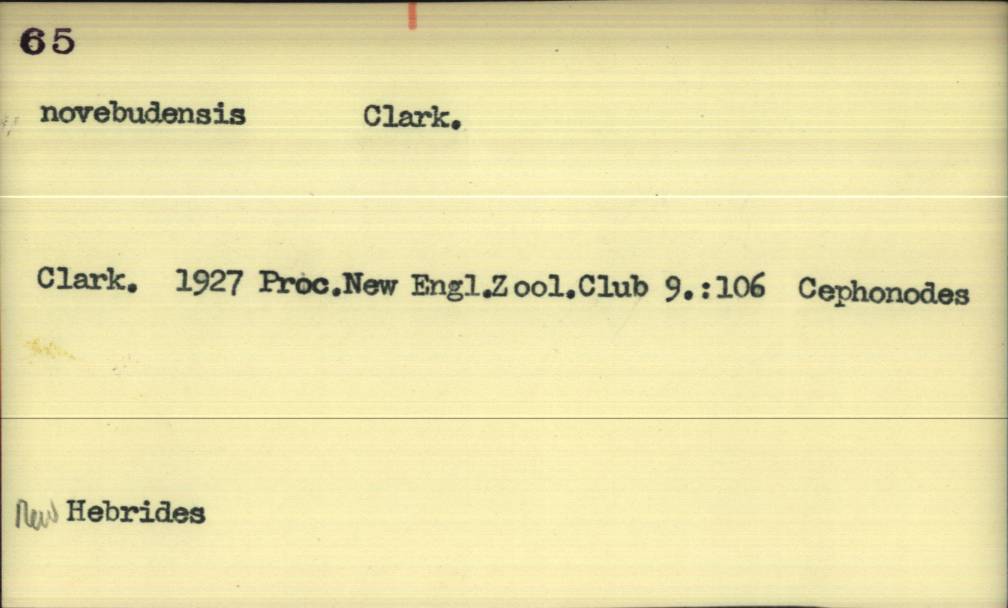 65
novebudensis Clark.
Clark. 1927 Proc.New Engl.Zool.Club 9.:106 Cephonodes
New Hebrides